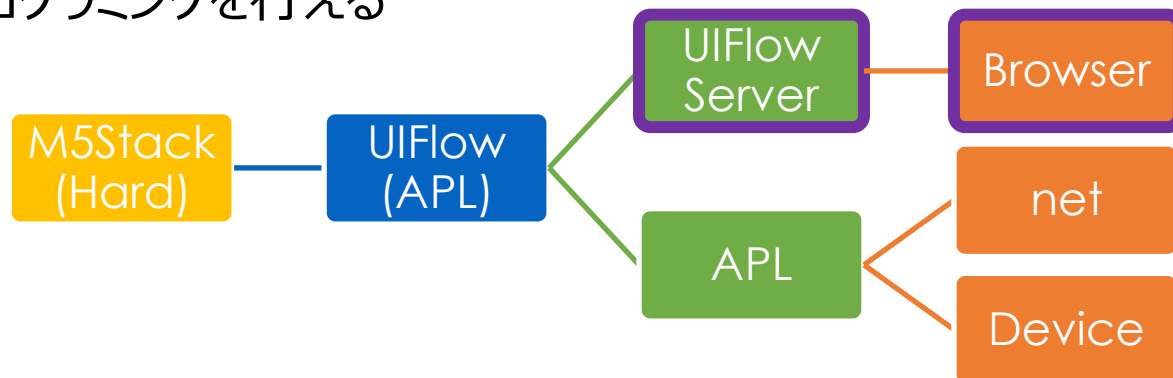 ログラミングを行える
UIFlow
Server
Browser
M5Stack
(Hard)
UIFlow
(APL)
net
APL
Device